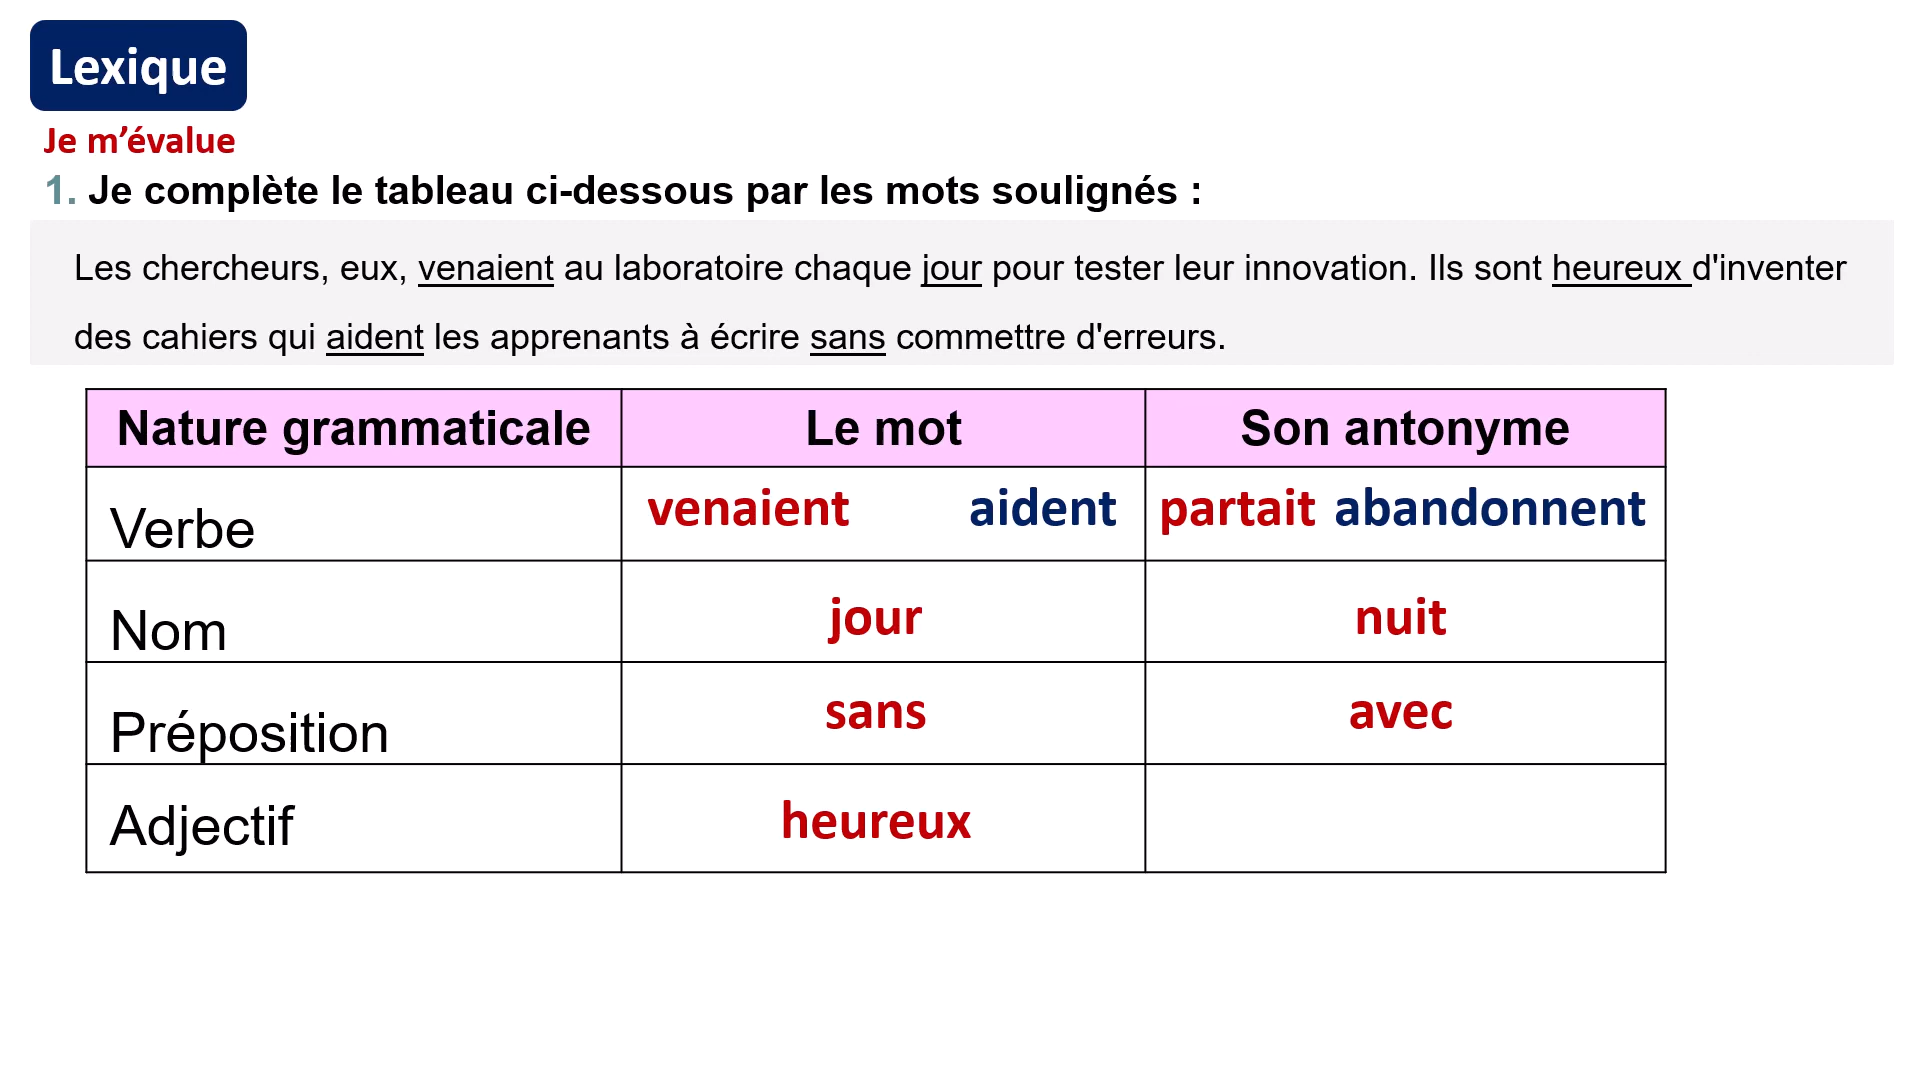 Lexique
Je m’évalue
1. Je complète le tableau ci-dessous par les mots soulignés :
Les chercheurs, eux, venaient au laboratoire chaque jour pour tester leur innovation. Ils sont heureux d'inventer
des cahiers qui aident les apprenants à écrire sans commettre d'erreurs.
Nature grammaticale Le mot Son antonyme
Verbe venaient aident partait abandonnent
Nom jour nuit
Préposition sans avec
Adjectif heureux